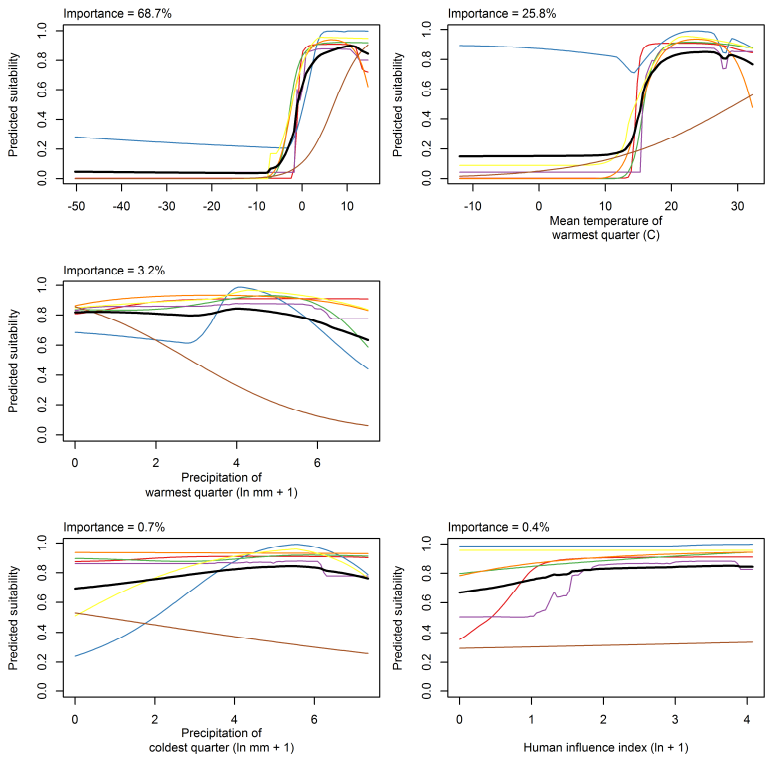 Importance = 68.7%
Predicted suitability
0.0 0.2 0.4 0.6 0.8 1.0
-50 -40 -30 -20 -10 0 10
Importance = 25.8%
Predicted suitability
0.0 0.2 0.4 0.6 0.8 1.0
-10 0 10 20 30
Mean temperature of
warmest quarter (C)
Importance = 3.2%
Predicted suitability
0.0 0.2 0.4 0.6 0.8 1.0
0 2 4 6
Precipitation of
warmest quarter (ln mm + 1)
Importance = 0.7%
Predicted suitability
0.0 0.2 0.4 0.6 0.8 1.0
0 2 4 6
Precipitation of
coldest quarter (ln mm + 1)
Importance = 0.4%
Predicted suitability
0.0 0.2 0.4 0.6 0.8 1.0
0 1 2 3 4
Human influence index (ln + 1)